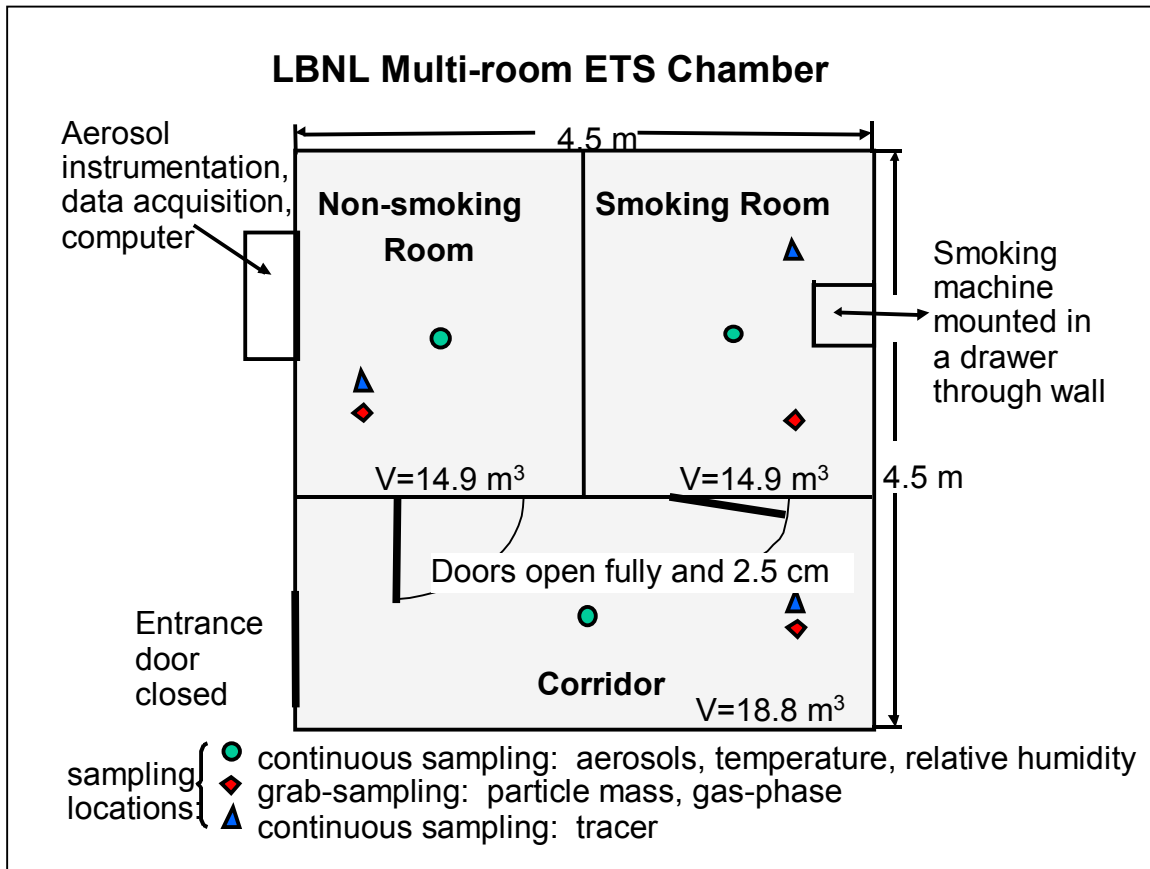 LBNL Multi-room ETS Chamber
Aerosol
instrumentation,
data acquisition,
computer
4.5 m
Non-smoking
Room
Smoking Room
Smoking
machine
mounted in
a drawer
through wall
V=14.9 m³
V=14.9 m³
4.5 m
Doors open fully and 2.5 cm
Entrance
door
closed
Corridor
V=18.8 m³
sampling
locations:
continuous sampling: aerosols, temperature, relative humidity
grab-sampling: particle mass, gas-phase
continuous sampling: tracer